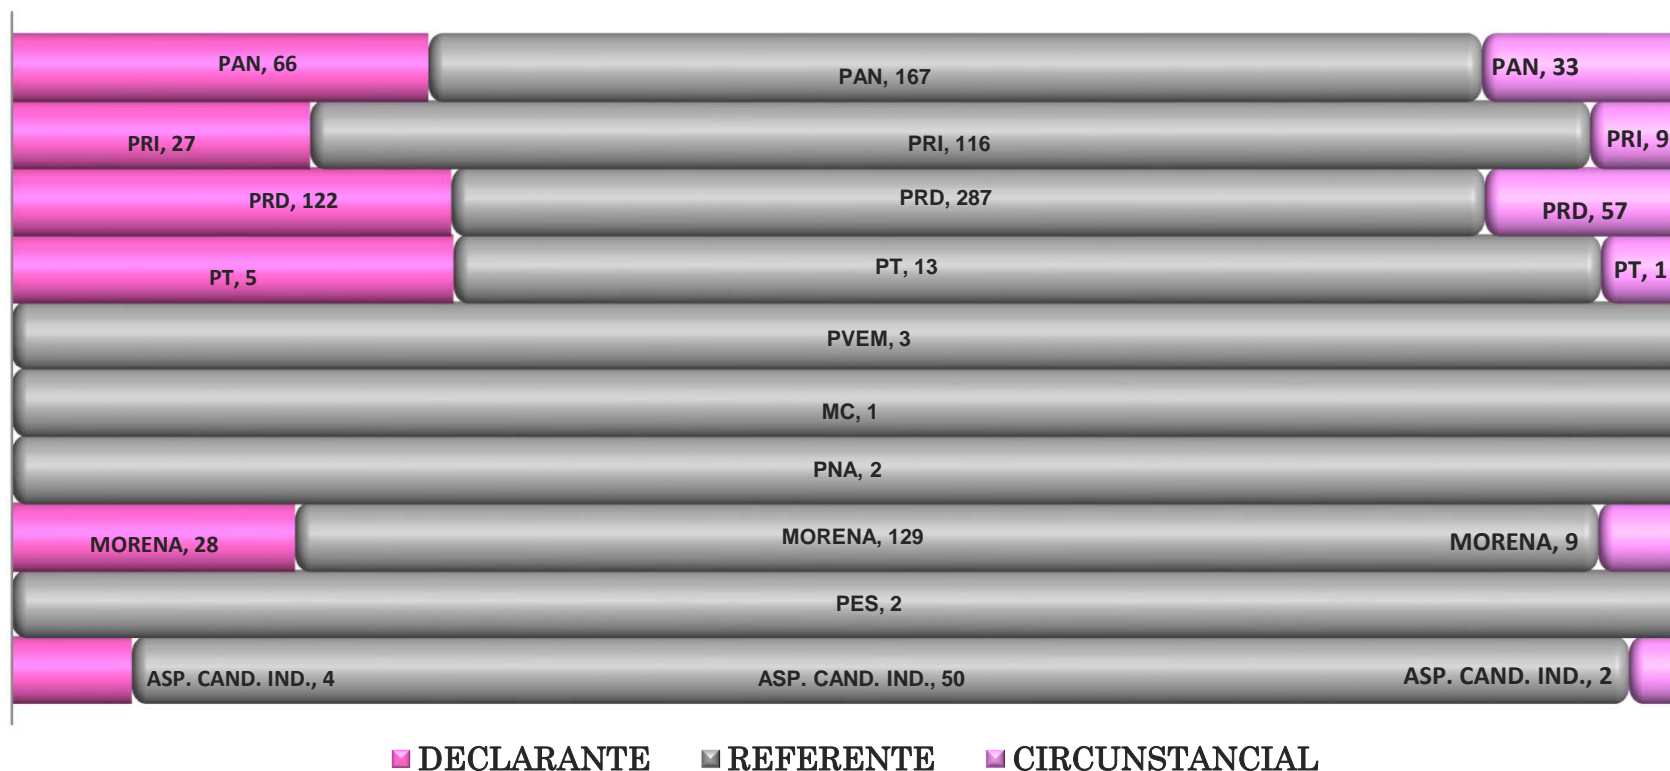 PAN, 66 PAN, 167 PAN, 33
PRI, 27 PRI, 116 PRI, 9
PRD, 122 PRD, 287 PRD, 57
PT, 5 PT, 13 PT, 1
PVEM, 3
MC, 1
PNA, 2
MORENA, 28 MORENA, 129 MORENA, 9
PES, 2
ASP. CAND. IND., 4 ASP. CAND. IND., 50 ASP. CAND. IND., 2
DECLARANTE REFERENTE CIRCUNSTANCIAL